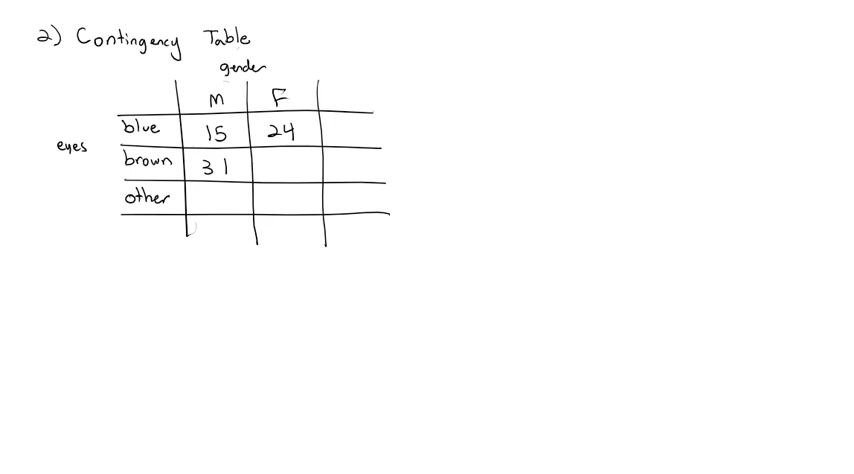 2) Contingency Table
gender
M F
blue 15 24
eyes
brown 31
other